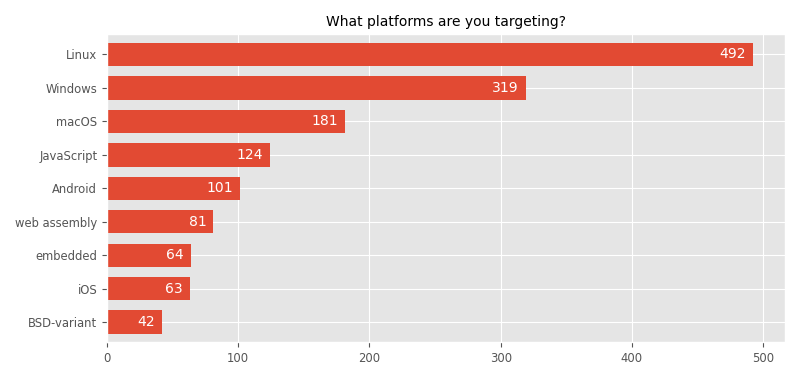 What platforms are you targeting?
Linux 492
Windows 319
macOS 181
JavaScript 124
Android 101
web assembly 81
embedded 64
iOS 63
BSD-variant 42
0 100 200 300 400 500